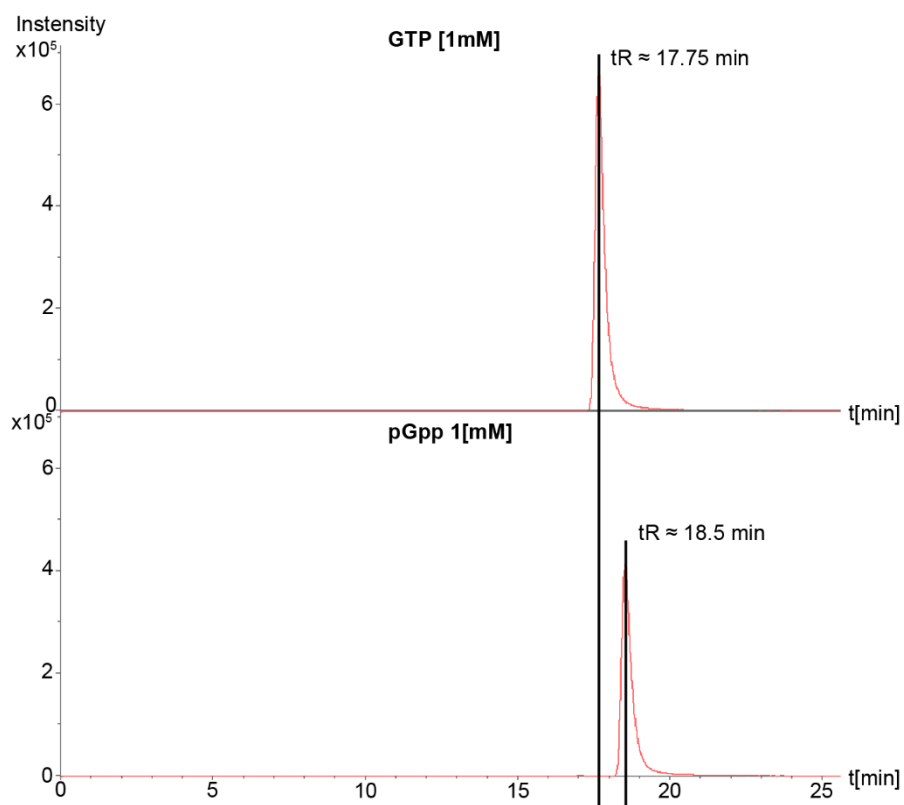 Instensity
x10⁵
GTP [1mM]
tR ≈ 17.75 min
6
4
2
0
t[min]
x10⁵
pGpp 1[mM]
6
tR ≈ 18.5 min
4
2
0
0 5 10 15 20 25 t[min]